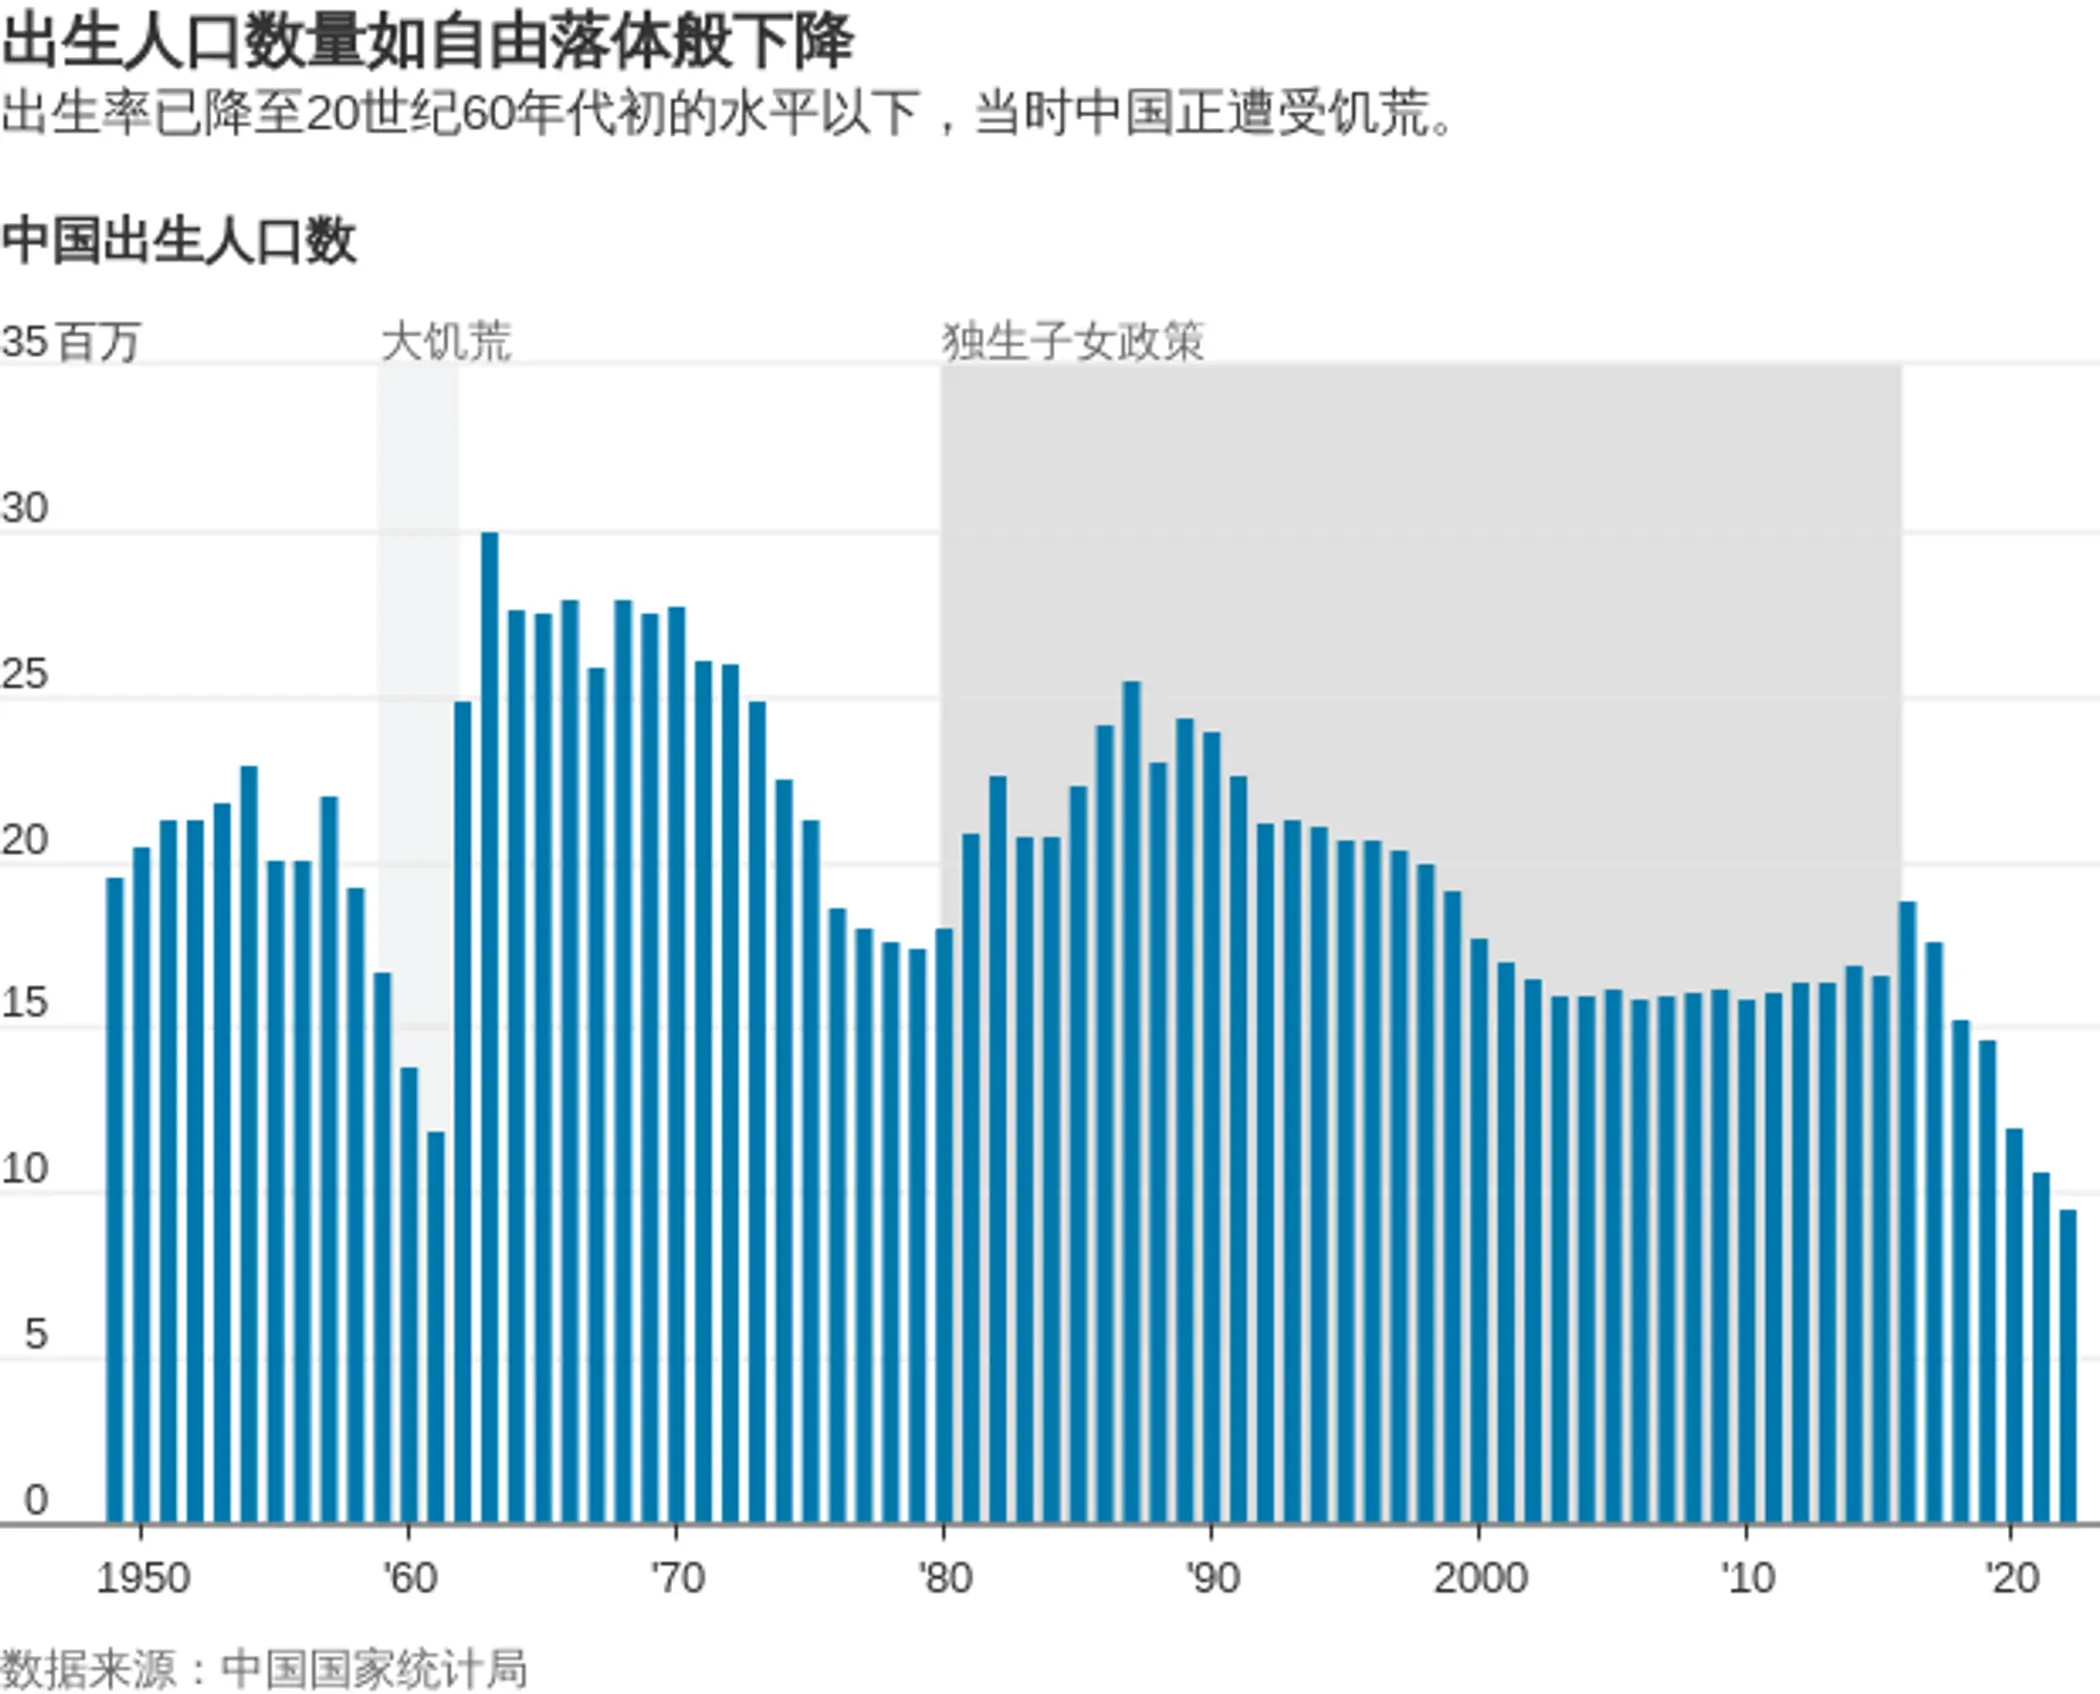 出生人口数量如自由落体般下降
出生率已降至20世纪60年代初的水平以下，当时中国正遭受饥荒。
中国出生人口数
35 百万
大饥荒
独生子女政策
30
25
20
15
10
5
0
1950 '60 '70 '80 '90 2000 '10 '20
数据来源：中国国家统计局